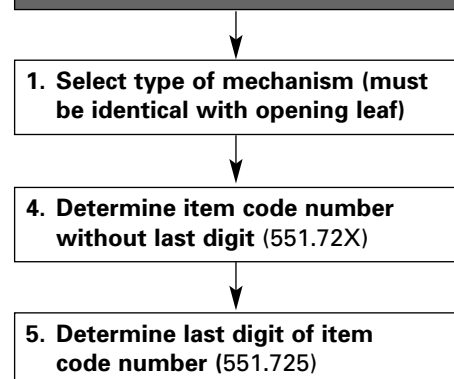 1. Select type of mechanism (must
be identical with opening leaf)
4. Determine item code number
without last digit (551.72X)
5. Determine last digit of item
code number (551.725)